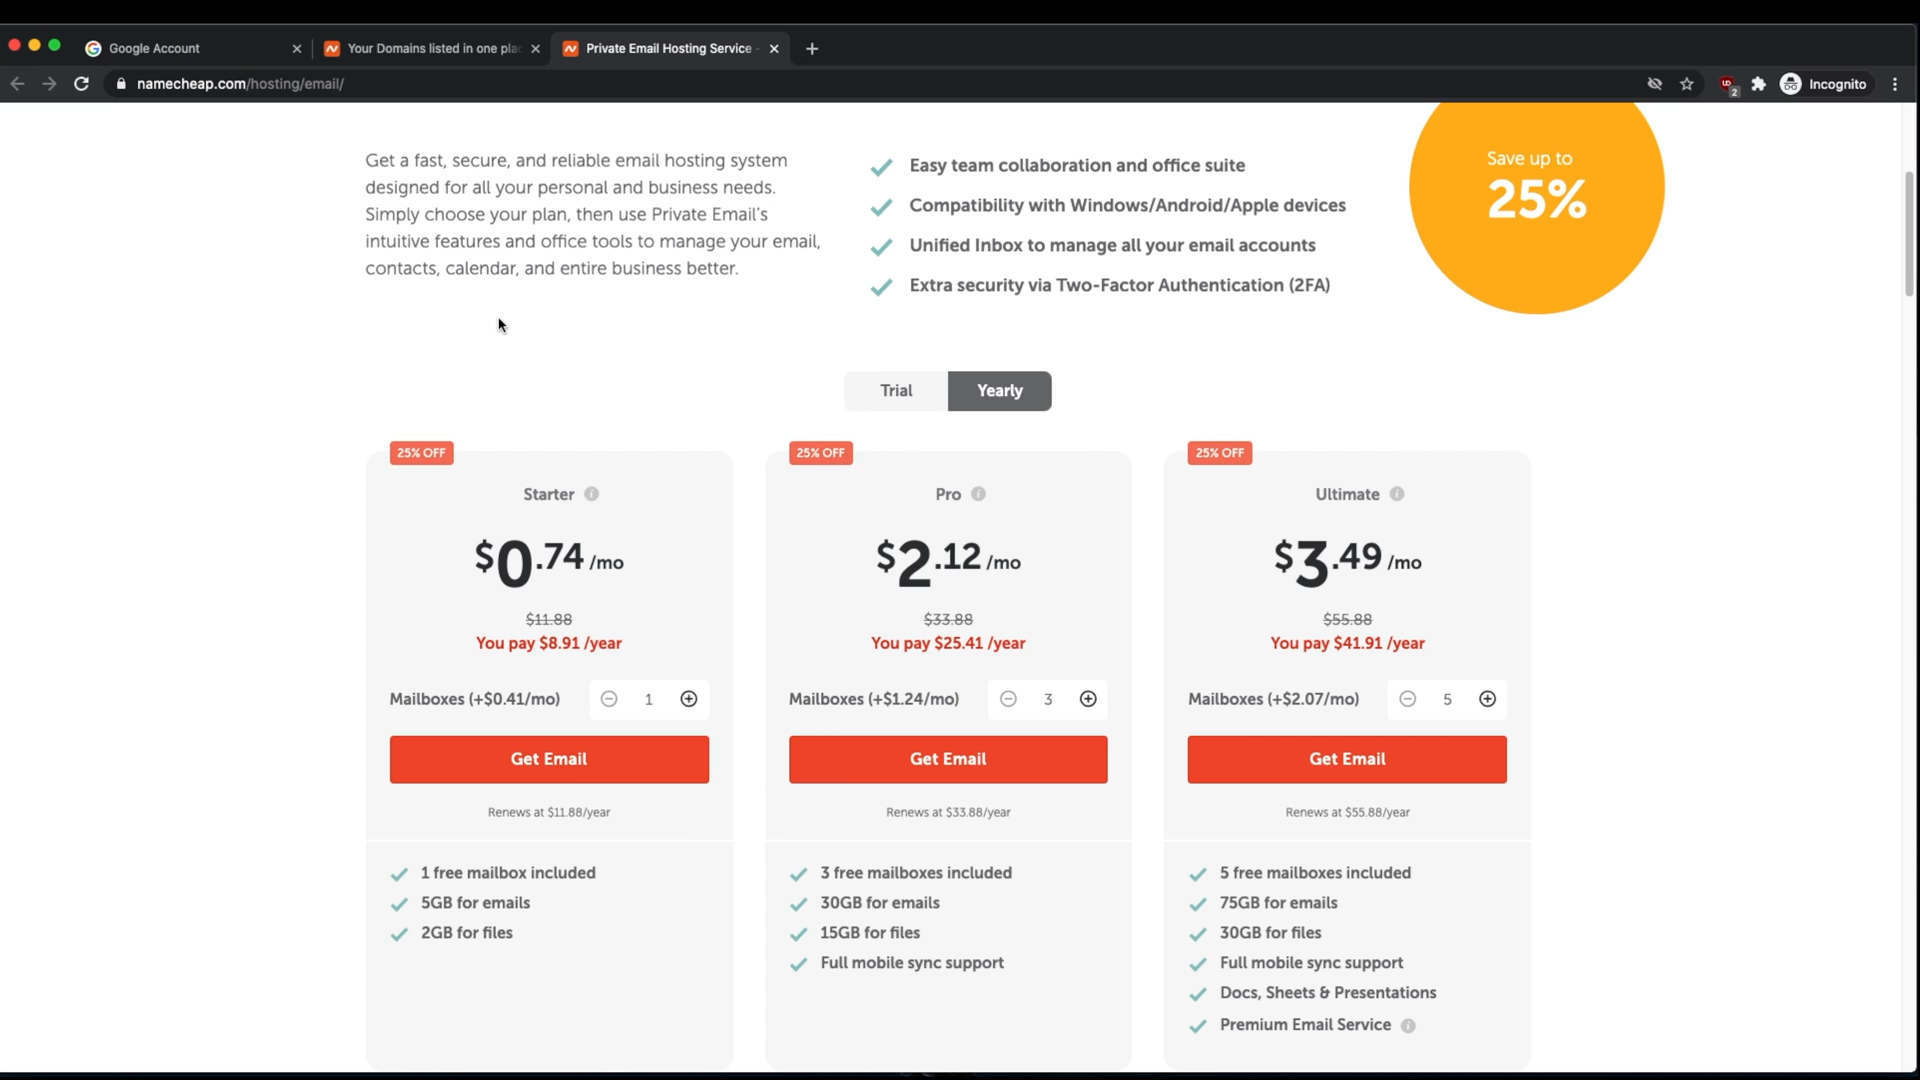 Google Account
Your Domains listed in one pla
Private Email Hosting Service -
namecheap.com/hosting/email/
2
Incognito
Get a fast, secure, and reliable email hosting system
designed for all your personal and business needs.
Simply choose your plan, then use Private Email's
intuitive features and office tools to manage your email,
contacts, calendar, and entire business better.
Easy team collaboration and office suite
Compatibility with Windows/Android/Apple devices
Unified Inbox to manage all your email accounts
Extra security via Two-Factor Authentication (2FA)
Save up to
25%
Trial
Yearly
25% OFF
Starter
$0.74 /mo
$11.88
You pay $8.91 /year
Mailboxes (+$0.41/mo)
1
Get Email
Renews at $11.88/year
1 free mailbox included
5GB for emails
2GB for files
25% OFF
Pro
$2.12 /mo
$33.88
You pay $25.41 /year
Mailboxes (+$1.24/mo)
3
Get Email
Renews at $33.88/year
3 free mailboxes included
30GB for emails
15GB for files
Full mobile sync support
25% OFF
Ultimate
$3.49 /mo
$55.88
You pay $41.91 /year
Mailboxes (+$2.07/mo)
5
Get Email
Renews at $55.88/year
5 free mailboxes included
75GB for emails
30GB for files
Full mobile sync support
Docs, Sheets & Presentations
Premium Email Service